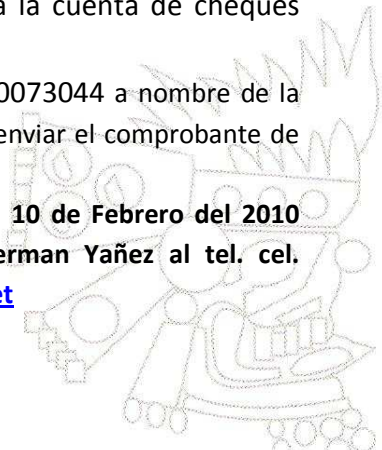 a la cuenta de cheques
0073044 a nombre de la
enviar el comprobante de
10 de Febrero del 2010
erman Yañez al tel. cel.
et